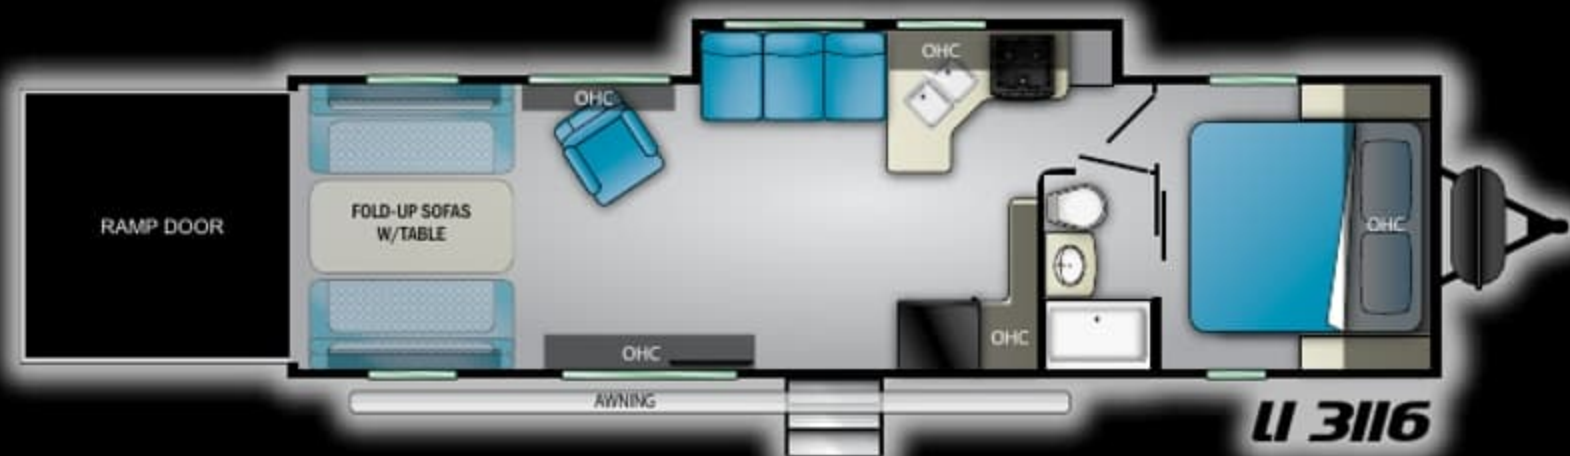 OHC
OHC
RAMP DOOR
FOLD-UP SOFAS
W/TABLE
OHC
OHC
OHC
AWNING
LI 3116